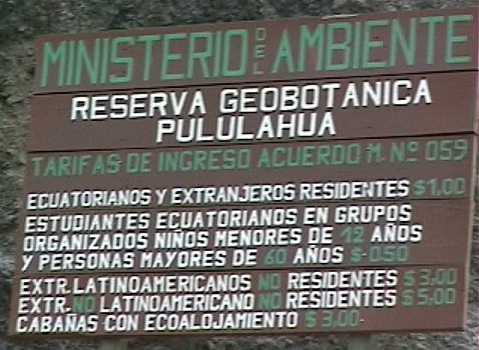 MINISTERIO DEL AMBIENTE
RESERVA GEOBOTANICA
PULULAHUA
TARIFAS DE INGRESO ACUERDO M. Nº 059
ECUATORIANOS Y EXTRANJEROS RESIDENTES $1,00
ESTUDIANTES ECUATORIANOS EN GRUPOS
ORGANIZADOS NIÑOS MENORES DE 12 AÑOS
Y PERSONAS MAYORES DE 60 AÑOS $ 0.50
EXTR. LATINOAMERICANOS NO RESIDENTES $ 3,00
EXTR. NO LATINOAMERICANO NO RESIDENTES $ 5,00
CABAÑAS CON ECOALOJAMIENTO $ 3,00